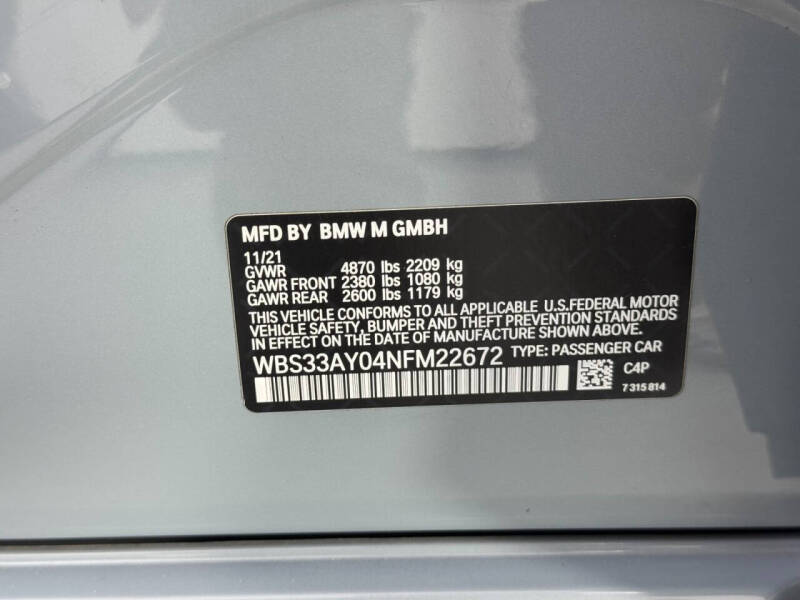 MFD BY BMW M GMBH
11/21
GVWR 4870 lbs 2209 kg
GAWR FRONT 2380 lbs 1080 kg
GAWR REAR 2600 lbs 1179 kg
THIS VEHICLE CONFORMS TO ALL APPLICABLE U.S.FEDERAL MOTOR
VEHICLE SAFETY, BUMPER AND THEFT PREVENTION STANDARDS
IN EFFECT ON THE DATE OF MANUFACTURE SHOWN ABOVE.
WBS33AY04NFM22672 TYPE: PASSENGER CAR
C4P
7 315 814